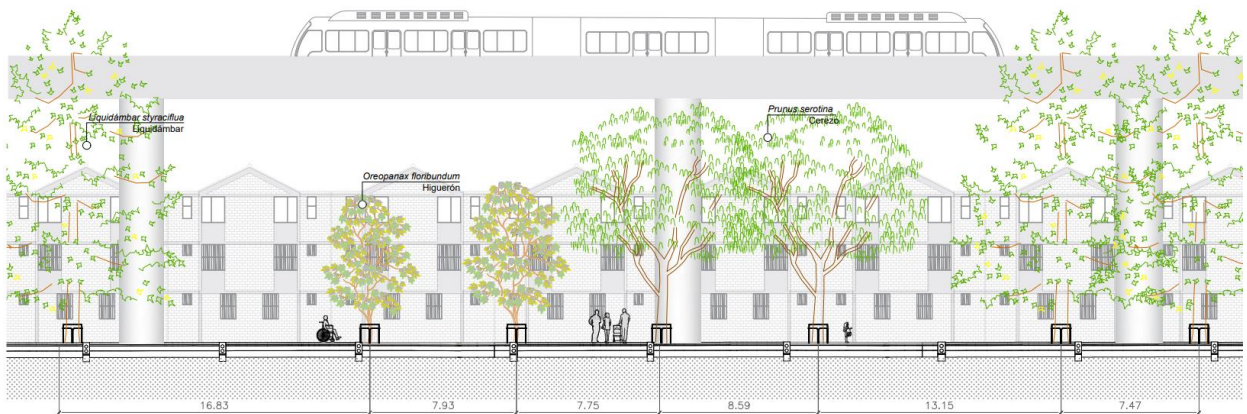 Liquidámbar styraciflua
Liquidámbar
Prunus serotina
Cerezo
Oreopanax floribundum
Higuerón
16.83
7.93
7.75
8.59
13.15
7.47